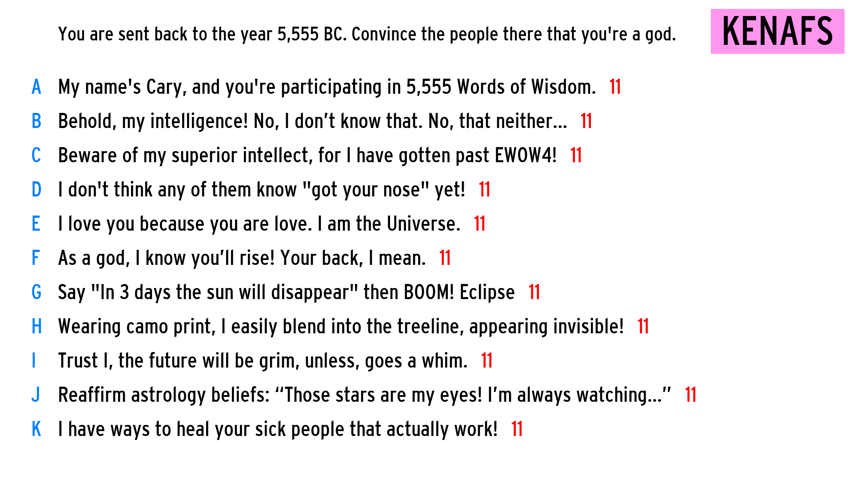 You are sent back to the year 5,555 BC. Convince the people there that you're a god.
KENAFS
A My name's Cary, and you're participating in 5,555 Words of Wisdom. 11
B Behold, my intelligence! No, I don’t know that. No, that neither... 11
C Beware of my superior intellect, for I have gotten past EWOW4! 11
D I don't think any of them know "got your nose" yet! 11
E I love you because you are love. I am the Universe. 11
F As a god, I know you’ll rise! Your back, I mean. 11
G Say "In 3 days the sun will disappear" then BOOM! Eclipse 11
H Wearing camo print, I easily blend into the treeline, appearing invisible! 11
I Trust I, the future will be grim, unless, goes a whim. 11
J Reaffirm astrology beliefs: “Those stars are my eyes! I’m always watching...” 11
K I have ways to heal your sick people that actually work! 11